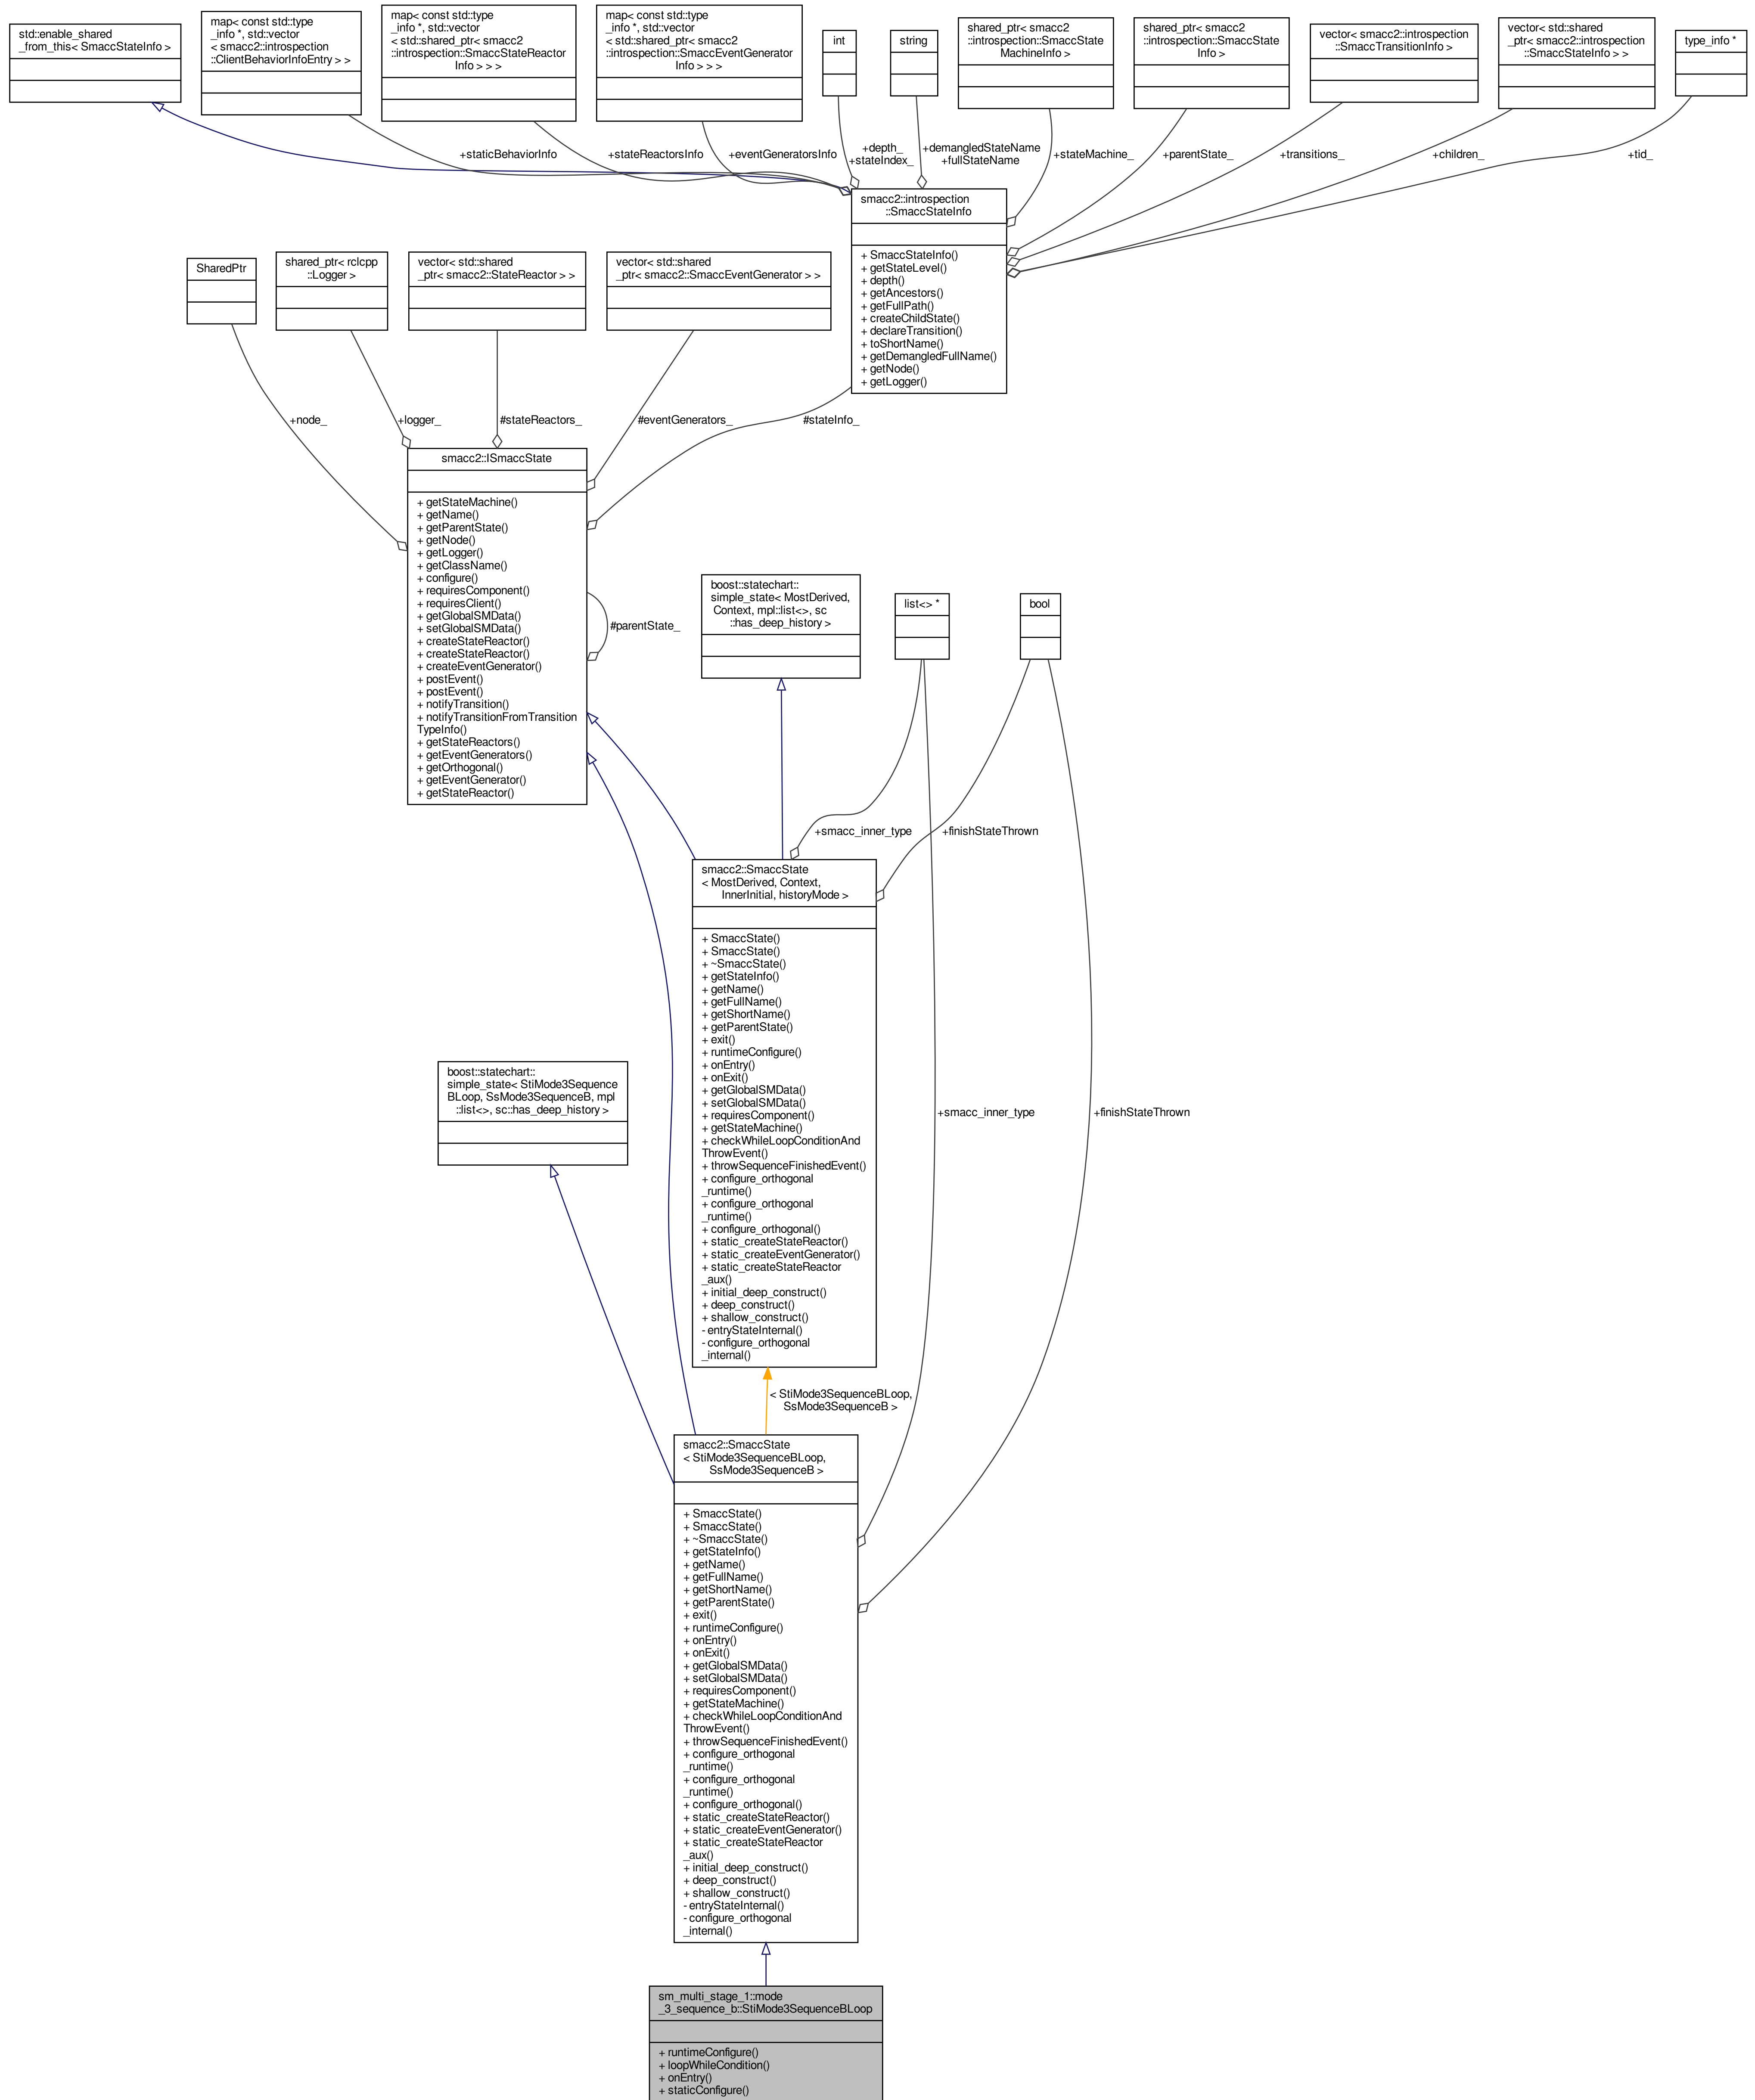 std::enable_shared
_from_this< SmaccStateInfo >
map< const std::type
_info *, std::vector
< smacc2::introspection
::ClientBehaviorInfoEntry > >
map< const std::type
_info *, std::vector
< std::shared_ptr< smacc2
::introspection::SmaccStateReactor
Info > > >
map< const std::type
_info *, std::vector
< std::shared_ptr< smacc2
::introspection::SmaccEventGenerator
Info > > >
int
string
shared_ptr< smacc2
::introspection::SmaccState
MachineInfo >
shared_ptr< smacc2
::introspection::SmaccState
Info >
vector< smacc2::introspection
::SmaccTransitionInfo >
vector< std::shared
_ptr< smacc2::introspection
::SmaccStateInfo > >
type_info *
+staticBehaviorInfo
+stateReactorsInfo
+eventGeneratorsInfo
+depth_
+stateIndex_
+demangledStateName
+fullStateName
+stateMachine_
+parentState_
+transitions_
+children_
+tid_
smacc2::introspection
::SmaccStateInfo
+ SmaccStateInfo()
+ getStateLevel()
+ depth()
+ getAncestors()
+ getFullPath()
+ createChildState()
+ declareTransition()
+ toShortName()
+ getDemangledFullName()
+ getNode()
+ getLogger()
SharedPtr
shared_ptr< rclcpp
::Logger >
vector< std::shared
_ptr< smacc2::StateReactor > >
vector< std::shared
_ptr< smacc2::SmaccEventGenerator > >
+node_
+logger_
#stateReactors_
#eventGenerators_
#stateInfo_
smacc2::ISmaccState
+ getStateMachine()
+ getName()
+ getParentState()
+ getNode()
+ getLogger()
+ getClassName()
+ configure()
+ requiresComponent()
+ requiresClient()
+ getGlobalSMData()
+ setGlobalSMData()
+ createStateReactor()
+ createStateReactor()
+ createEventGenerator()
+ postEvent()
+ postEvent()
+ notifyTransition()
+ notifyTransitionFromTransition
TypeInfo()
+ getStateReactors()
+ getEventGenerators()
+ getOrthogonal()
+ getEventGenerator()
+ getStateReactor()
#parentState_
boost::statechart::
simple_state< MostDerived,
Context, mpl::list<>, sc
::has_deep_history >
list<> *
bool
+smacc_inner_type
+finishStateThrown
smacc2::SmaccState
< MostDerived, Context,
InnerInitial, historyMode >
+ SmaccState()
+ SmaccState()
+ ~SmaccState()
+ getStateInfo()
+ getName()
+ getFullName()
+ getShortName()
+ getParentState()
+ exit()
+ runtimeConfigure()
+ onEntry()
+ onExit()
+ getGlobalSMData()
+ setGlobalSMData()
+ requiresComponent()
+ getStateMachine()
+ checkWhileLoopConditionAnd
ThrowEvent()
+ throwSequenceFinishedEvent()
+ configure_orthogonal
_runtime()
+ configure_orthogonal
_runtime()
+ configure_orthogonal()
+ static_createStateReactor()
+ static_createEventGenerator()
+ static_createStateReactor
_aux()
+ initial_deep_construct()
+ deep_construct()
+ shallow_construct()
- entryStateInternal()
- configure_orthogonal
_internal()
boost::statechart::
simple_state< StiMode3Sequence
BLoop, SsMode3SequenceB, mpl
::list<>, sc::has_deep_history >
+smacc_inner_type
+finishStateThrown
< StiMode3SequenceBLoop,
SsMode3SequenceB >
smacc2::SmaccState
< StiMode3SequenceBLoop,
SsMode3SequenceB >
+ SmaccState()
+ SmaccState()
+ ~SmaccState()
+ getStateInfo()
+ getName()
+ getFullName()
+ getShortName()
+ getParentState()
+ exit()
+ runtimeConfigure()
+ onEntry()
+ onExit()
+ getGlobalSMData()
+ setGlobalSMData()
+ requiresComponent()
+ getStateMachine()
+ checkWhileLoopConditionAnd
ThrowEvent()
+ throwSequenceFinishedEvent()
+ configure_orthogonal
_runtime()
+ configure_orthogonal
_runtime()
+ configure_orthogonal()
+ static_createStateReactor()
+ static_createEventGenerator()
+ static_createStateReactor
_aux()
+ initial_deep_construct()
+ deep_construct()
+ shallow_construct()
- entryStateInternal()
- configure_orthogonal
_internal()
sm_multi_stage_1::mode
_3_sequence_b::StiMode3SequenceBLoop
+ runtimeConfigure()
+ loopWhileCondition()
+ onEntry()
+ staticConfigure()